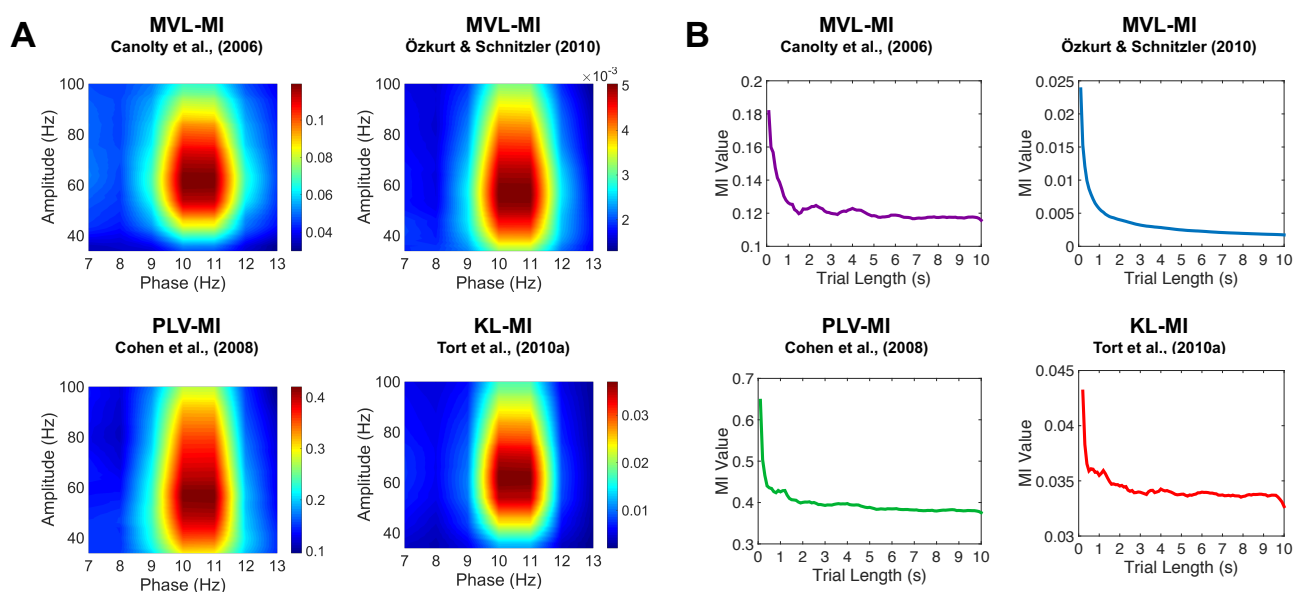 A
MVL-MI
Canolty et al., (2006)
Amplitude (Hz)
100
80
60
40
7 8 9 10 11 12 13
Phase (Hz)
0.1
0.08
0.06
0.04
MVL-MI
Özkurt & Schnitzler (2010)
×10-3
Amplitude (Hz)
100
80
60
40
7 8 9 10 11 12 13
Phase (Hz)
5
4
3
2
PLV-MI
Cohen et al., (2008)
Amplitude (Hz)
100
80
60
40
7 8 9 10 11 12 13
Phase (Hz)
0.4
0.3
0.2
0.1
KL-MI
Tort et al., (2010a)
Amplitude (Hz)
100
80
60
40
7 8 9 10 11 12 13
Phase (Hz)
0.03
0.02
0.01
B
MVL-MI
Canolty et al., (2006)
MI Value
0.2
0.18
0.16
0.14
0.12
0.1
0 1 2 3 4 5 6 7 8 9 10
Trial Length (s)
MVL-MI
Özkurt & Schnitzler (2010)
MI Value
0.025
0.02
0.015
0.01
0.005
0
0 1 2 3 4 5 6 7 8 9 10
Trial Length (s)
PLV-MI
Cohen et al., (2008)
MI Value
0.7
0.6
0.5
0.4
0.3
0 1 2 3 4 5 6 7 8 9 10
Trial Length (s)
KL-MI
Tort et al., (2010a)
MI Value
0.045
0.04
0.035
0.03
0 1 2 3 4 5 6 7 8 9 10
Trial Length (s)